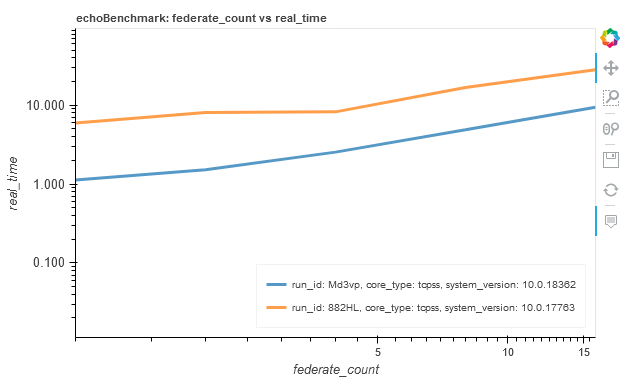 echoBenchmark: federate_count vs real_time
10.000
1.000
0.100
real_time
run_id: Md3vp, core_type: tcpss, system_version: 10.0.18362
run_id: 882HL, core_type: tcpss, system_version: 10.0.17763
5
10
15
federate_count